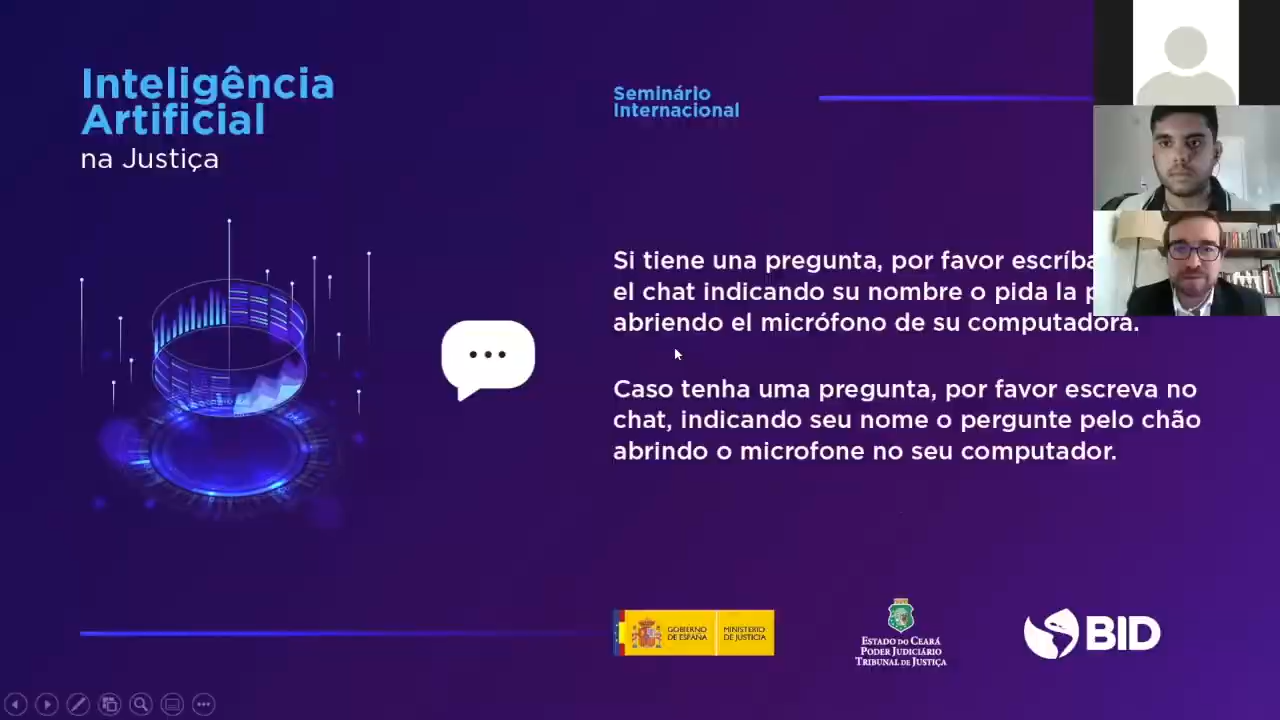 Inteligência
Artificial
na Justiça
Seminário
Internacional
Si tiene una pregunta, por favor
el chat indicando su nombre o pida la
abriendo el micrófono de su computadora.
Caso tenha uma pergunta, por favor escreva no
chat, indicando seu nome o pergunte pelo chão
abrindo o microfone no seu computador.
GOBIERNO
DE ESPAÑA
MINISTERIO
DE JUSTICIA
ESTADO DO CEARÁ
PODER JUDICIÁRIO
TRIBUNAL DE JUSTIÇA
BID